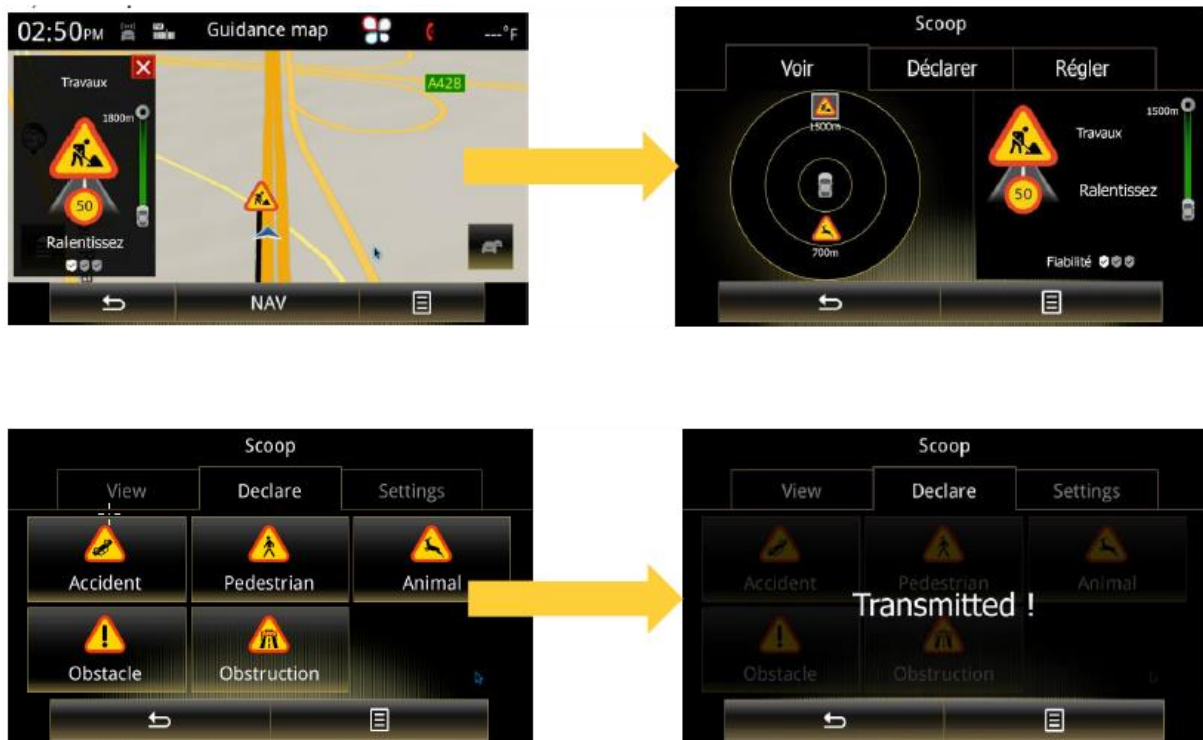 02:50PM Guidance map ---°F
Travaux
1800m
A428
50
Ralentissez
NAV
Scoop
Voir Déclarer Régler
1500m
1500m
Travaux
50 Ralentissez
700m
Fiabilité
Scoop
View Declare Settings
Accident Pedestrian Animal
Obstacle Obstruction
Scoop
View Declare Settings
Accident Pedestrian Animal
Transmitted !
Obstacle Obstruction